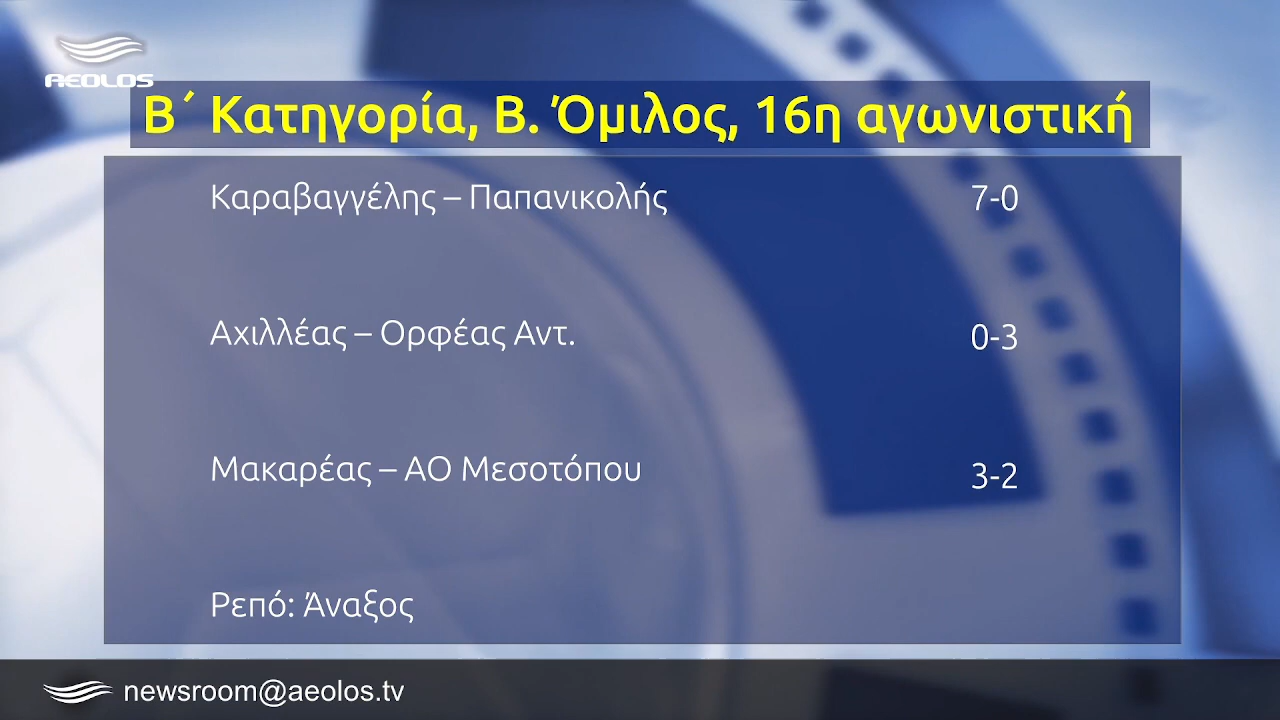 AEOLOS
Β΄ Κατηγορία, Β. Όμιλος, 16η αγωνιστική
Καραβαγγέλης – Παπανικολής 7-0
Αχιλλέας – Ορφέας Αντ. 0-3
Μακαρέας – ΑΟ Μεσοτόπου 3-2
Ρεπό: Άναξος
newsroom@aeolos.tv